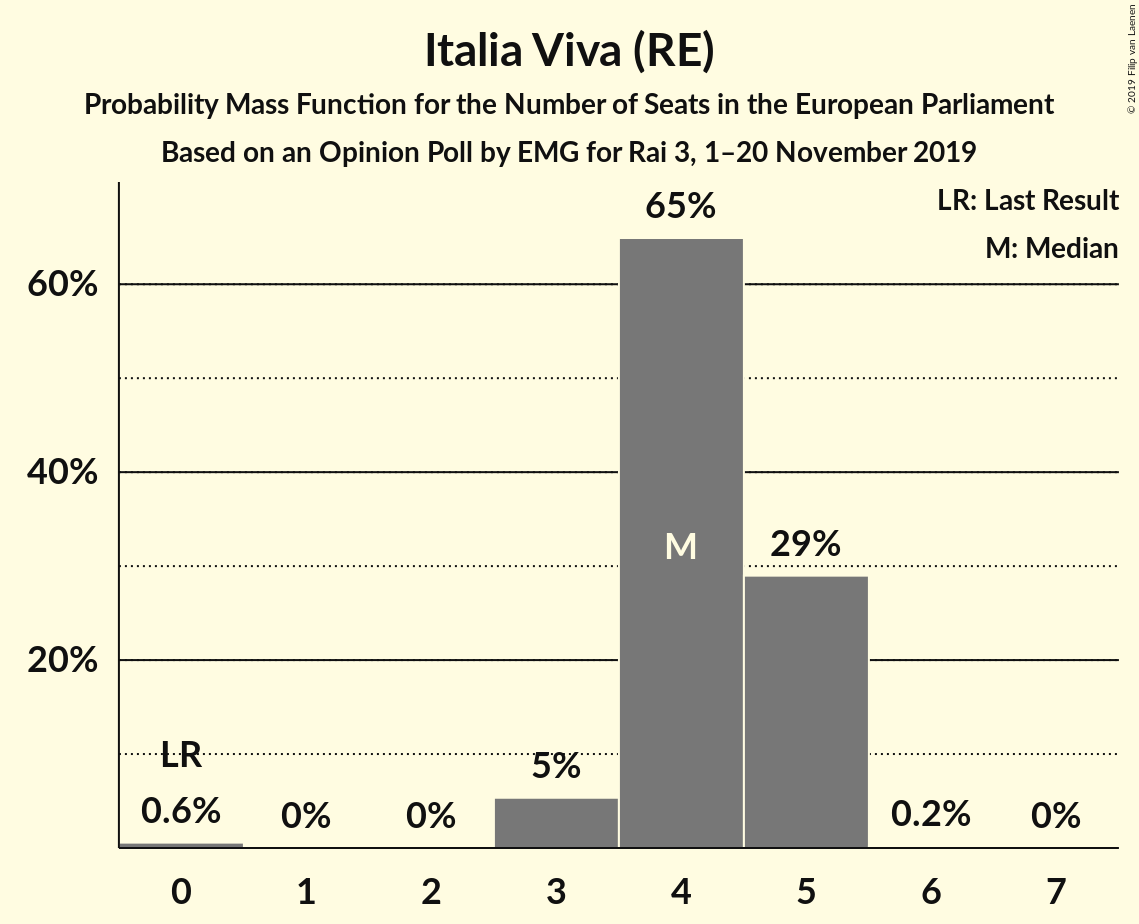 Italia Viva (RE)
Probability Mass Function for the Number of Seats in the European Parliament
Based on an Opinion Poll by EMG for Rai 3, 1–20 November 2019
© 2019 Filip van Laenen
LR: Last Result
M: Median
65%
60%
40%
M
29%
20%
LR
5%
0.6%
0%
0%
0.2%
0%
0 1 2 3 4 5 6 7